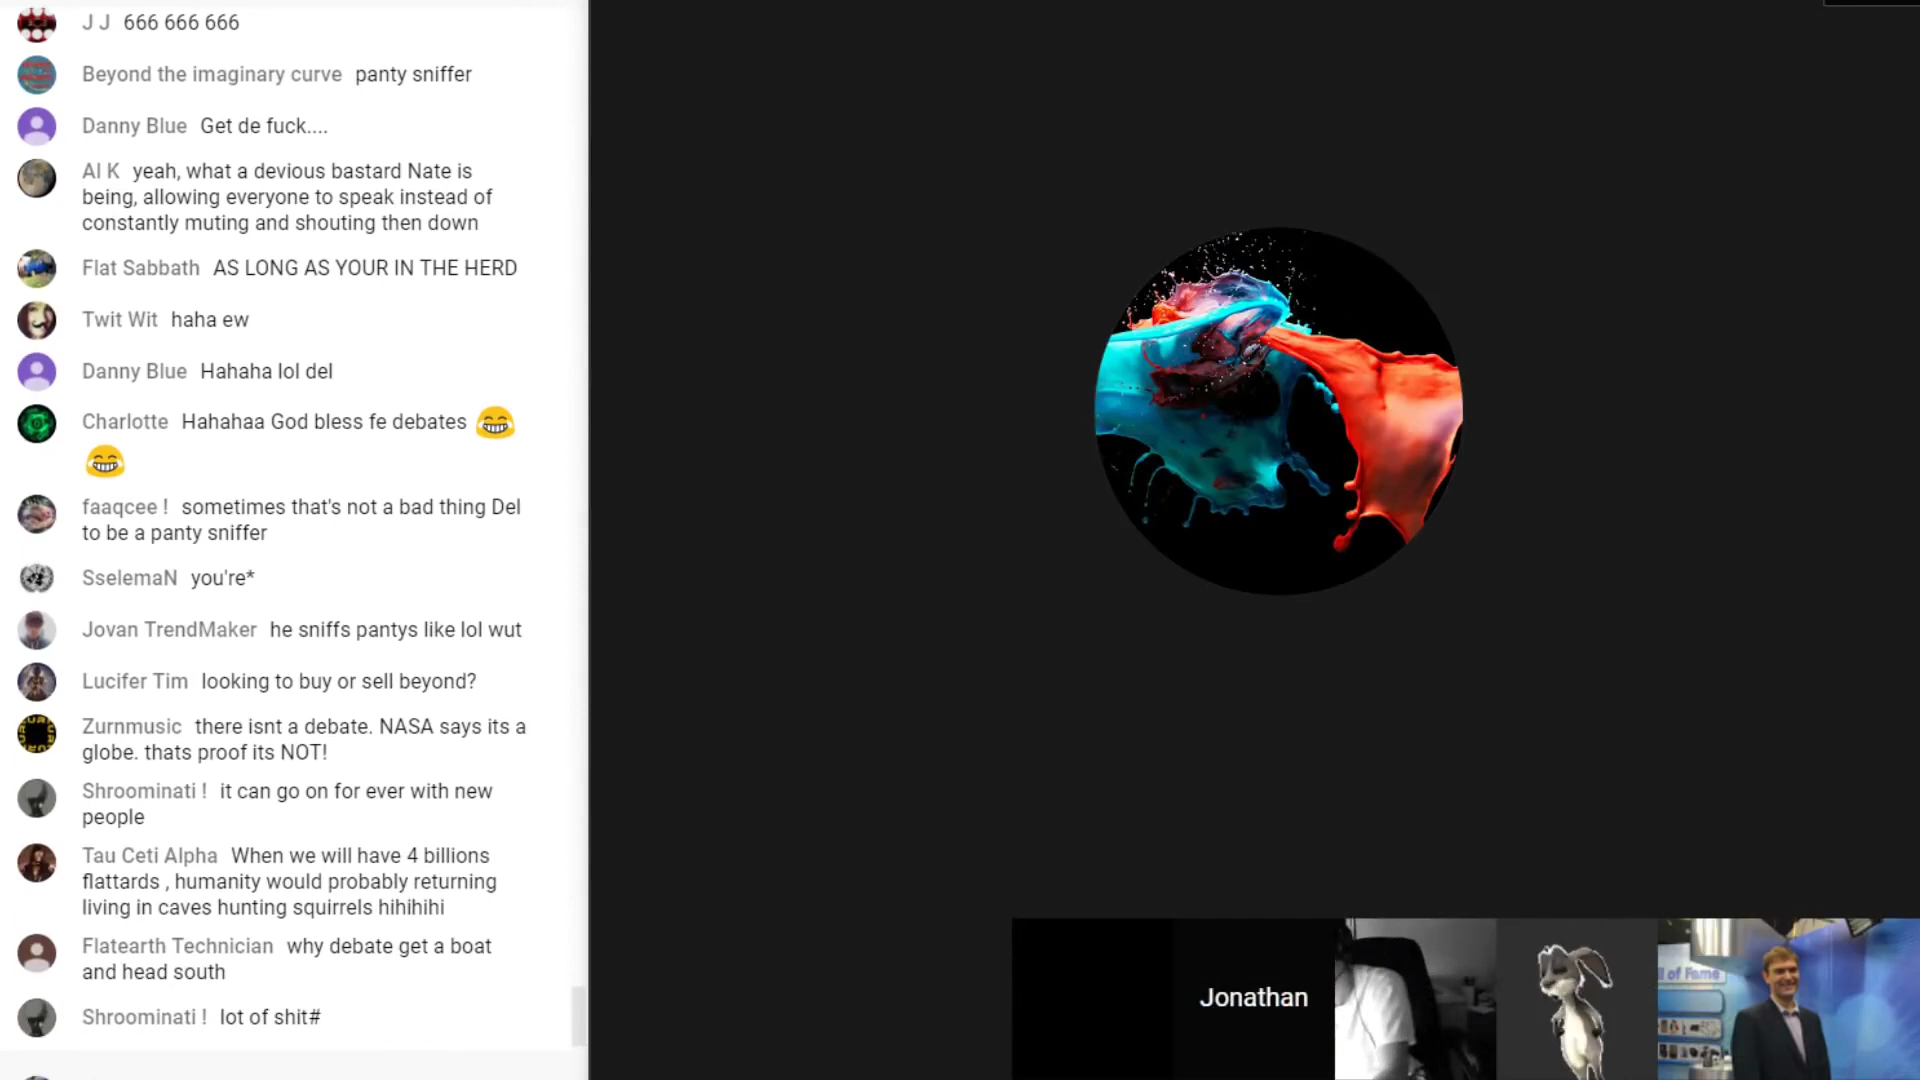 J J 666 666 666
Beyond the imaginary curve panty sniffer
Danny Blue Get de fuck....
Al K yeah, what a devious bastard Nate is
being, allowing everyone to speak instead of
constantly muting and shouting then down
Flat Sabbath AS LONG AS YOUR IN THE HERD
Twit Wit haha ew
Danny Blue Hahaha lol del
Charlotte Hahahaa God bless fe debates 😂
😂
faaqcee ! sometimes that's not a bad thing Del
to be a panty sniffer
SselemaN you're*
Jovan TrendMaker he sniffs pantys like lol wut
Lucifer Tim looking to buy or sell beyond?
Zurnmusic there isnt a debate. NASA says its a
globe. thats proof its NOT!
Shroominati ! it can go on for ever with new
people
Tau Ceti Alpha When we will have 4 billions
flattards , humanity would probably returning
living in caves hunting squirrels hihihihi
Flatearth Technician why debate get a boat
and head south
Shroominati ! lot of shit#
Jonathan
of Fame